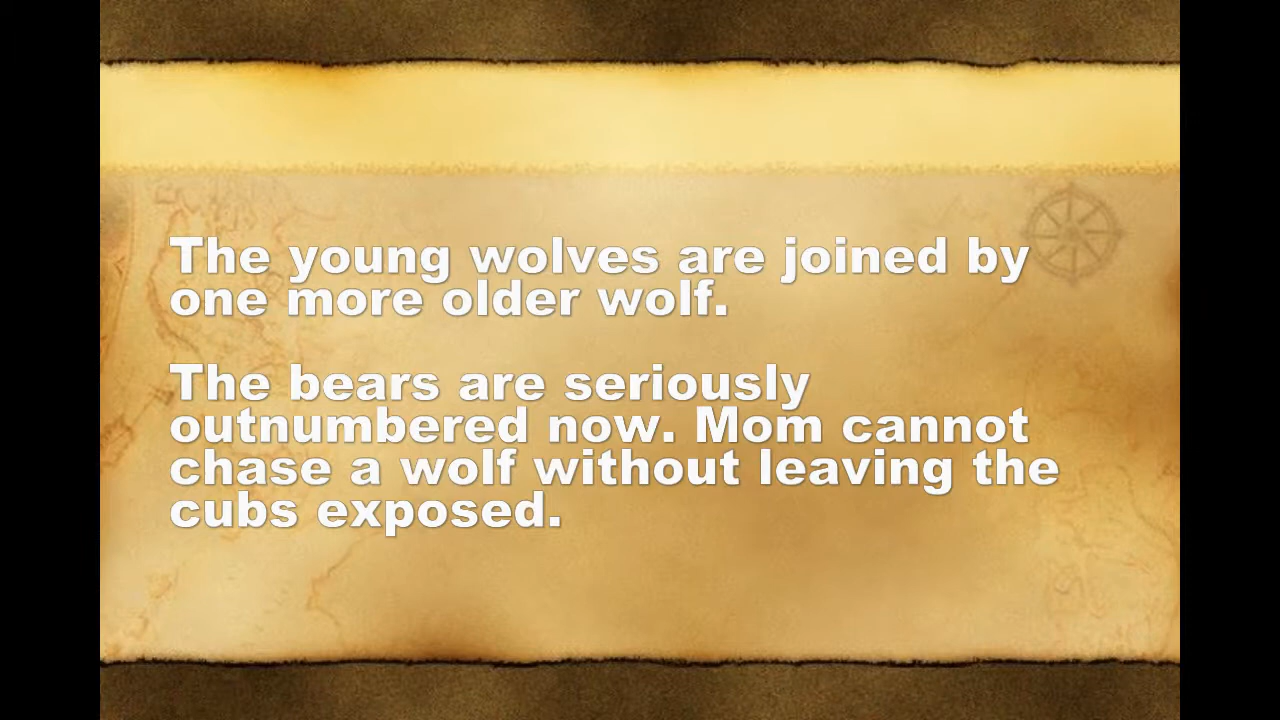 The young wolves are joined by
one more older wolf.
The bears are seriously
outnumbered now. Mom cannot
chase a wolf without leaving the
cubs exposed.